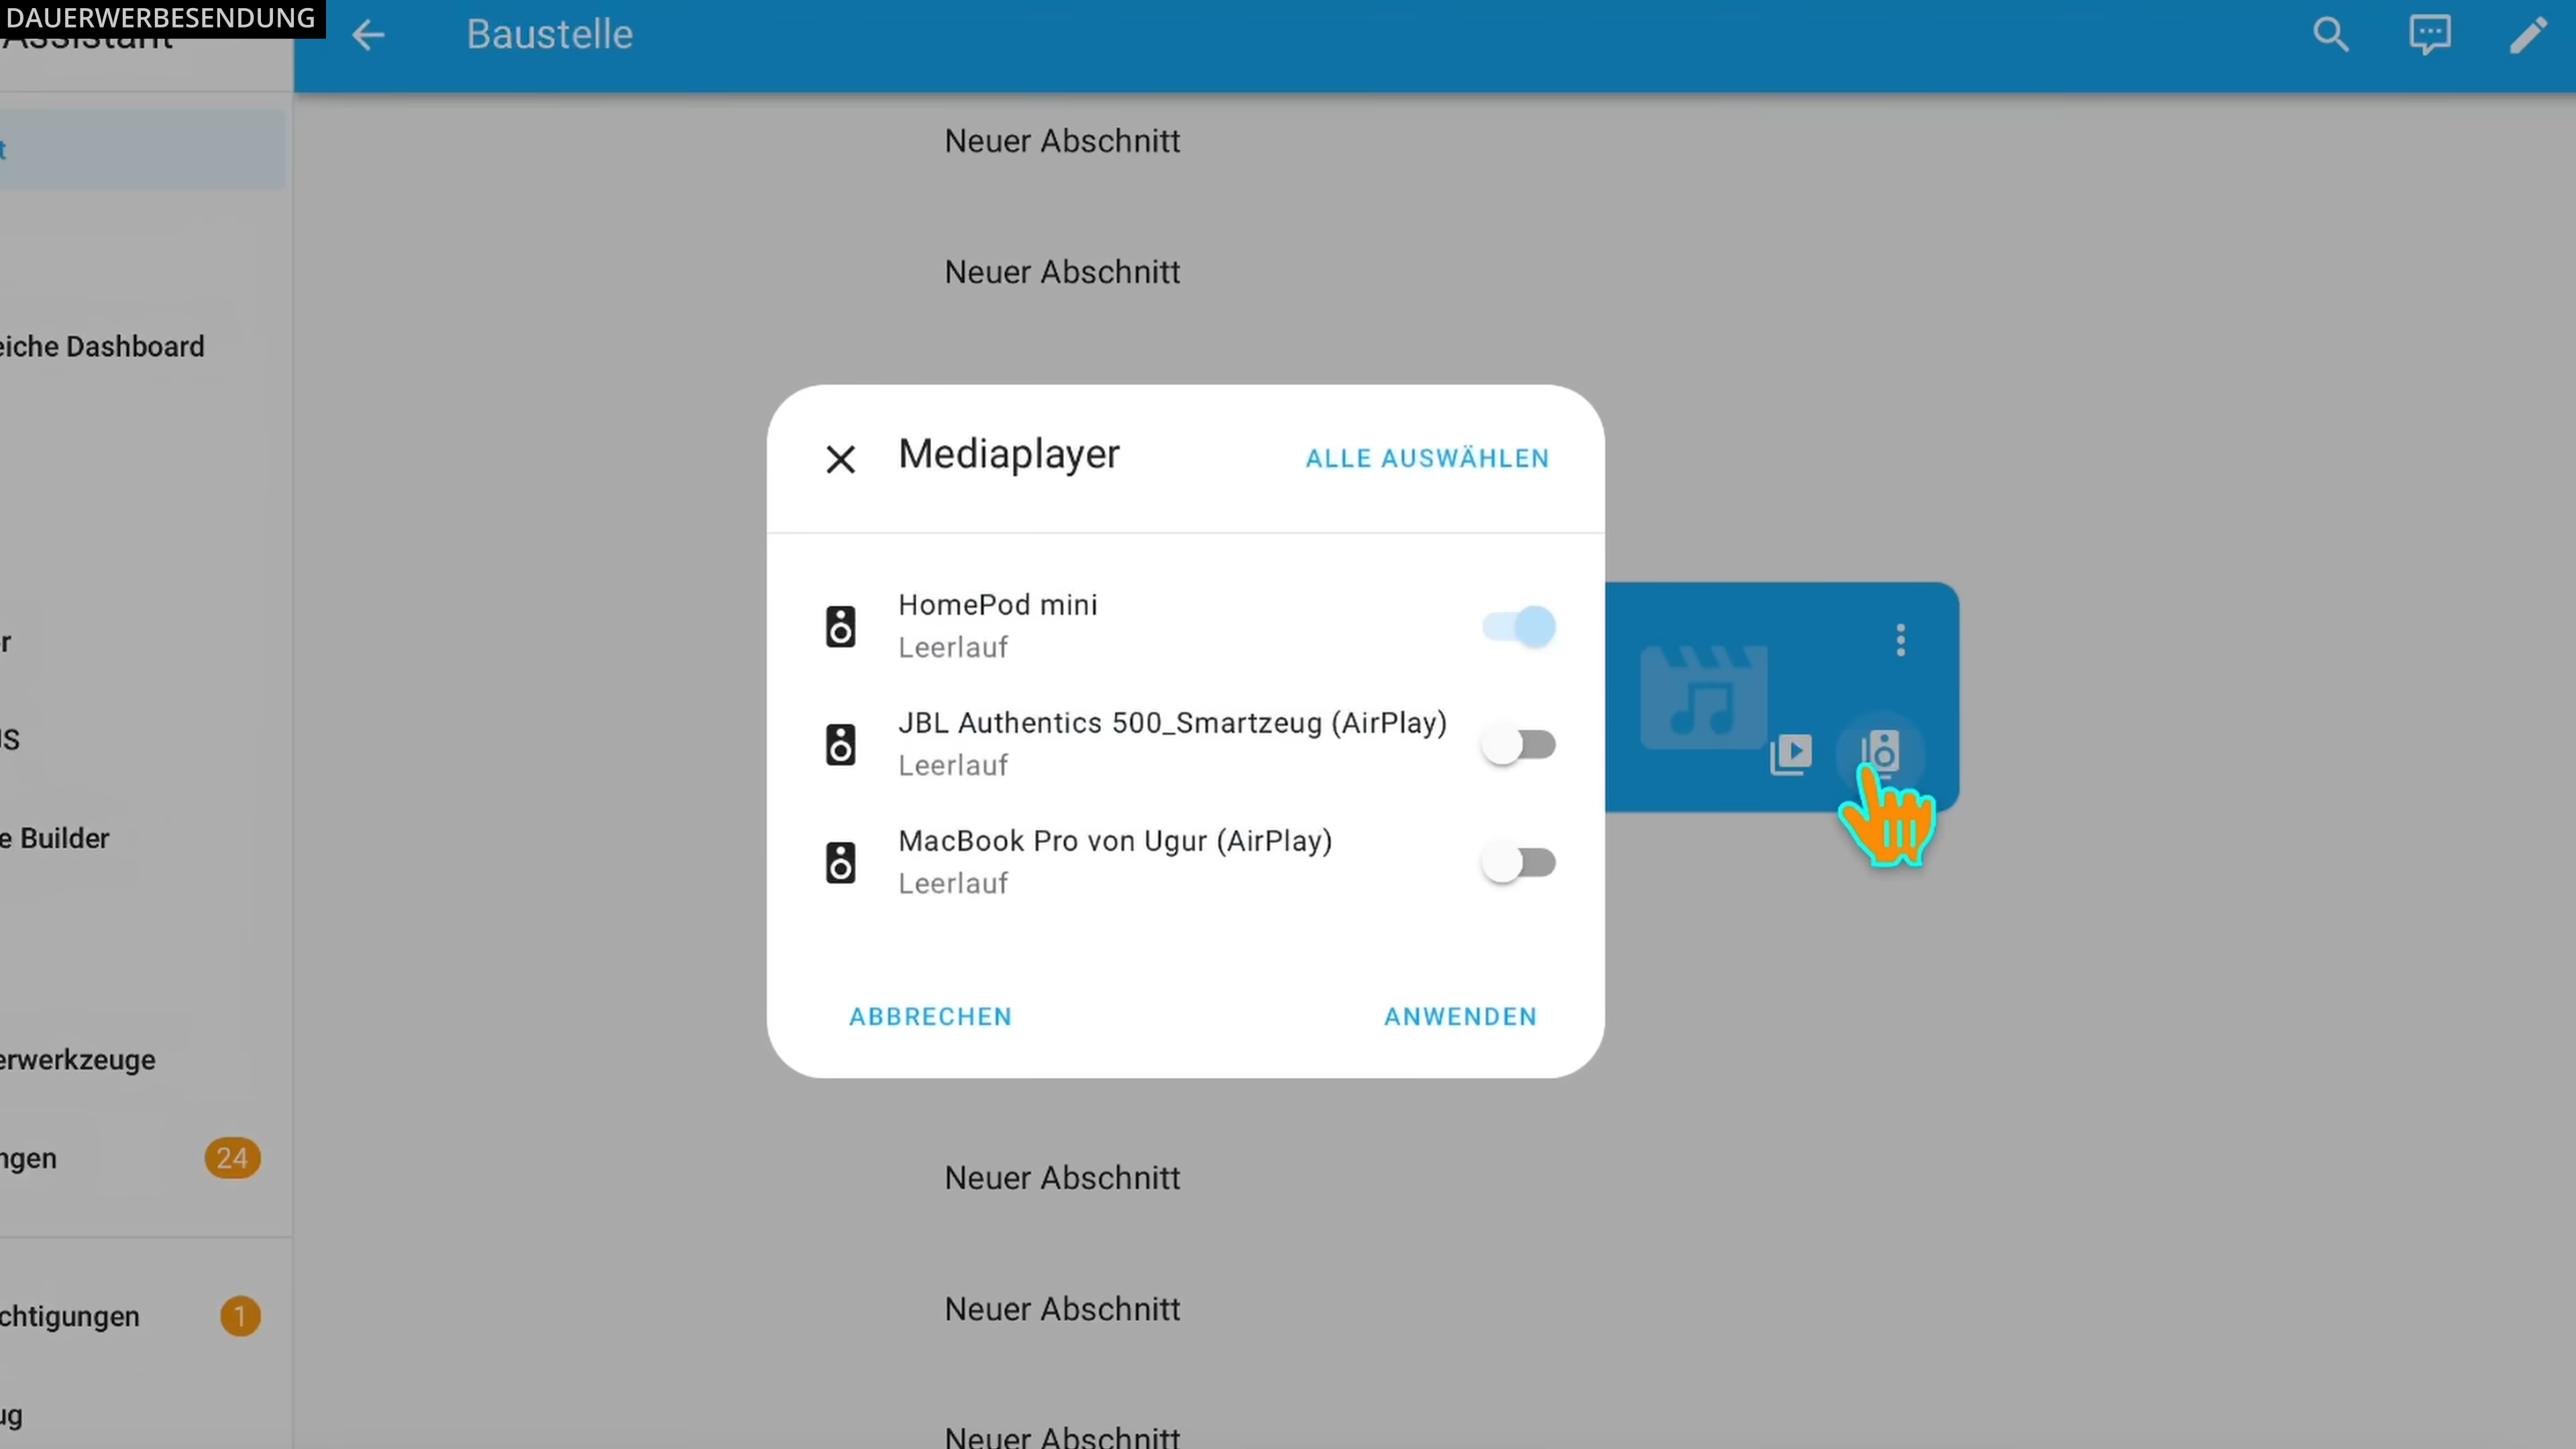 DAUERWERBESENDUNG
Assistant
Baustelle
t
Neuer Abschnitt
Neuer Abschnitt
eiche Dashboard
Mediaplayer
ALLE AUSWÄHLEN
HomePod mini
Leerlauf
JBL Authentics 500_Smartzeug (AirPlay)
Leerlauf
MacBook Pro von Ugur (AirPlay)
Leerlauf
ABBRECHEN
ANWENDEN
r
S
e Builder
erwerkzeuge
ngen
24
Neuer Abschnitt
chtigungen
1
Neuer Abschnitt
ug
Neuer Abschnitt